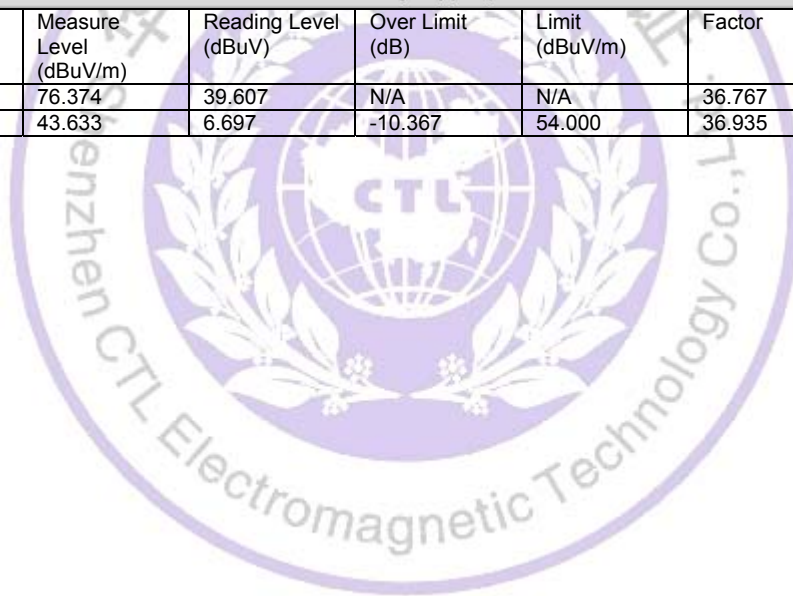 Measure Level (dBuV/m) Reading Level (dBuV) Over Limit (dB) Limit (dBuV/m) Factor
76.374 39.607 N/A N/A 36.767
43.633 6.697 -10.367 54.000 36.935
CTL
Shenzhen CTL Electromagnetic Technology Co.,